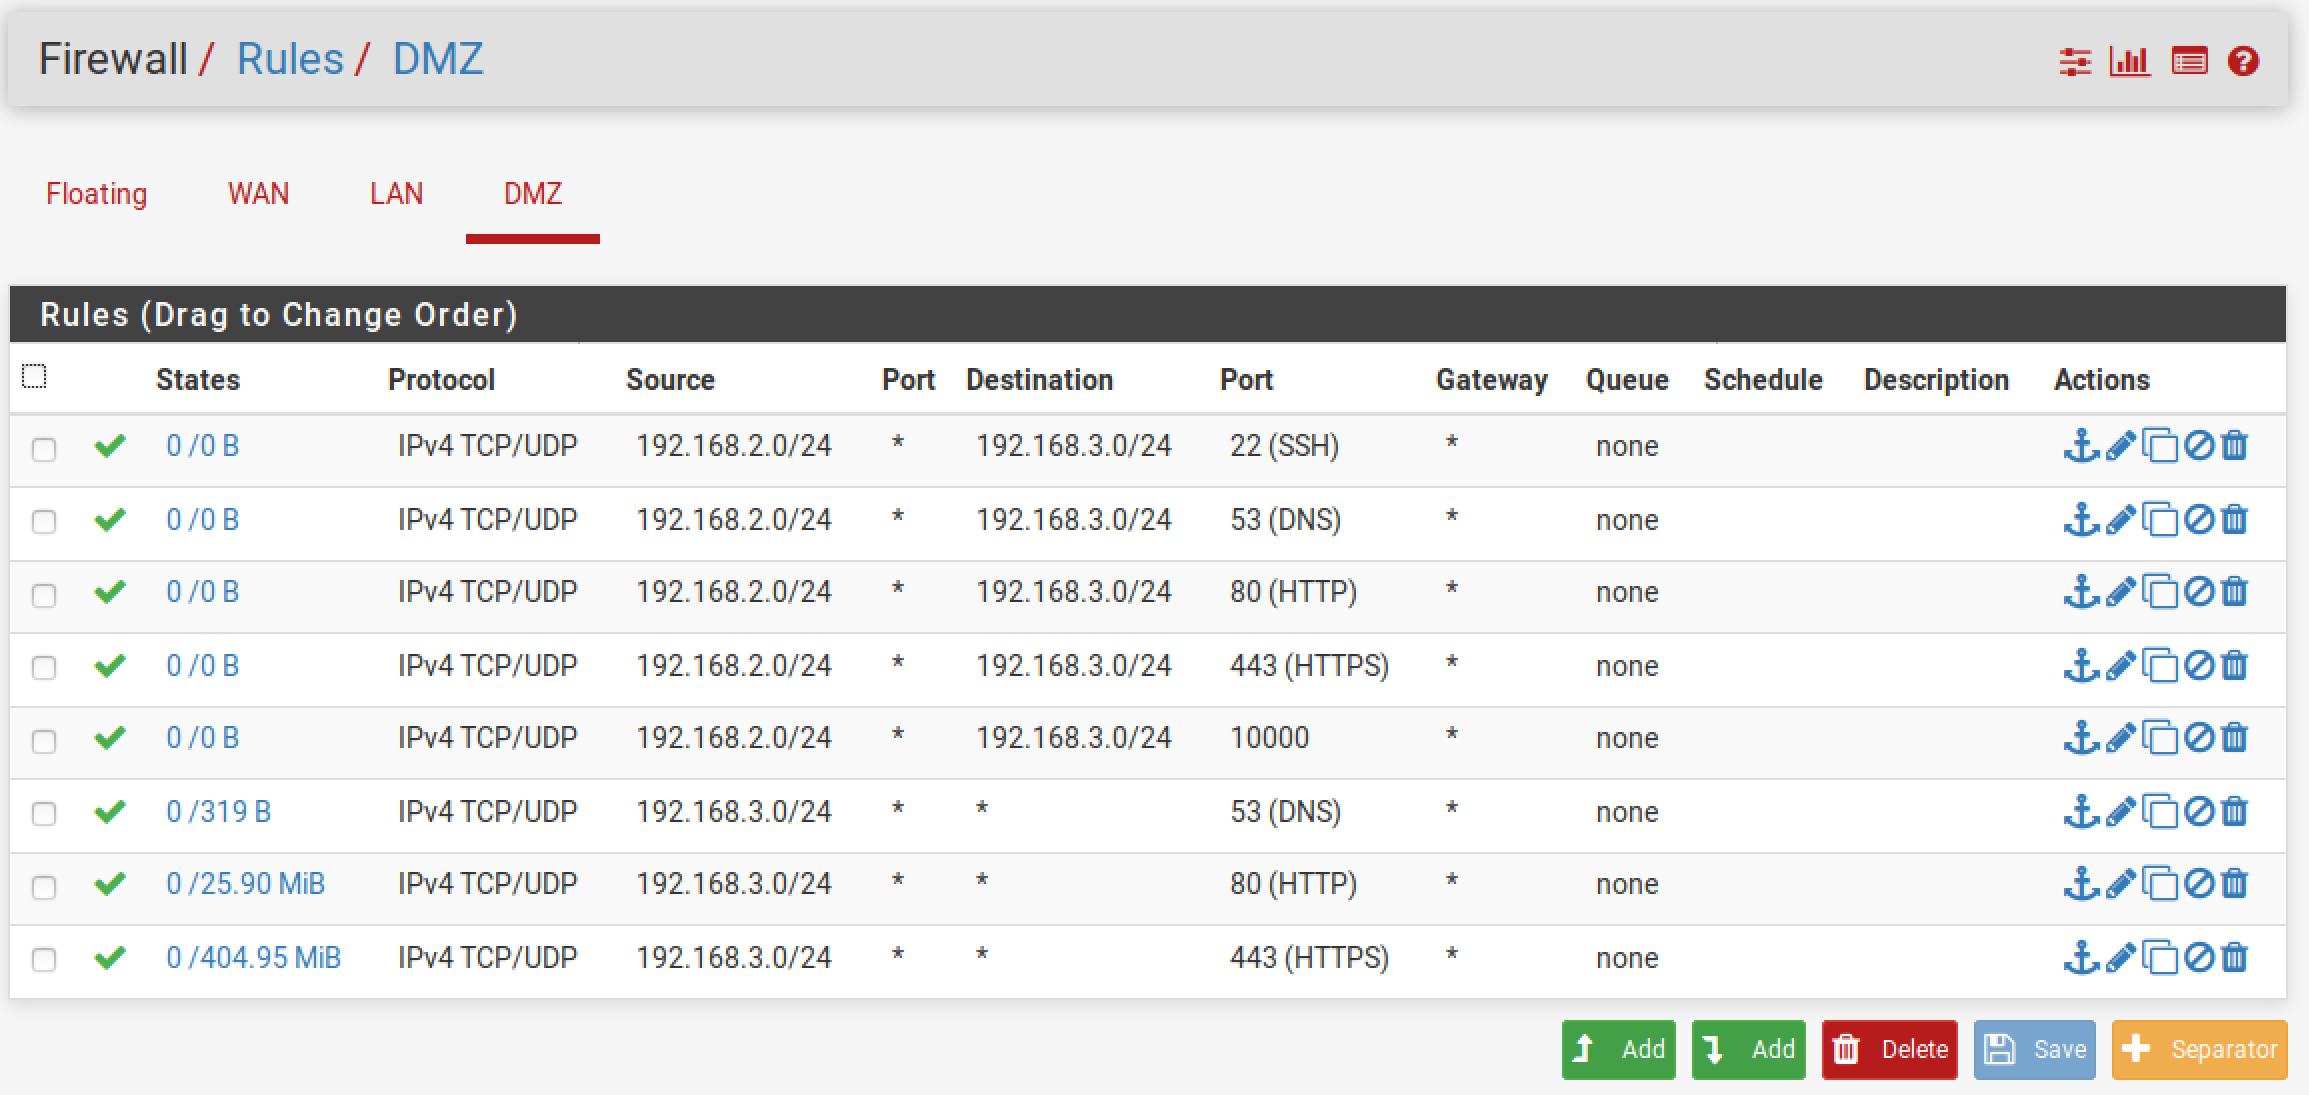 Firewall / Rules / DMZ
Floating WAN LAN DMZ
Rules (Drag to Change Order)
States Protocol Source Port Destination Port Gateway Queue Schedule Description Actions
0 /0 B IPv4 TCP/UDP 192.168.2.0/24 * 192.168.3.0/24 22 (SSH) * none
0 /0 B IPv4 TCP/UDP 192.168.2.0/24 * 192.168.3.0/24 53 (DNS) * none
0 /0 B IPv4 TCP/UDP 192.168.2.0/24 * 192.168.3.0/24 80 (HTTP) * none
0 /0 B IPv4 TCP/UDP 192.168.2.0/24 * 192.168.3.0/24 443 (HTTPS) * none
0 /0 B IPv4 TCP/UDP 192.168.2.0/24 * 192.168.3.0/24 10000 * none
0 /319 B IPv4 TCP/UDP 192.168.3.0/24 * * 53 (DNS) * none
0 /25.90 MiB IPv4 TCP/UDP 192.168.3.0/24 * * 80 (HTTP) * none
0 /404.95 MiB IPv4 TCP/UDP 192.168.3.0/24 * * 443 (HTTPS) * none
Add Add Delete Save Separator